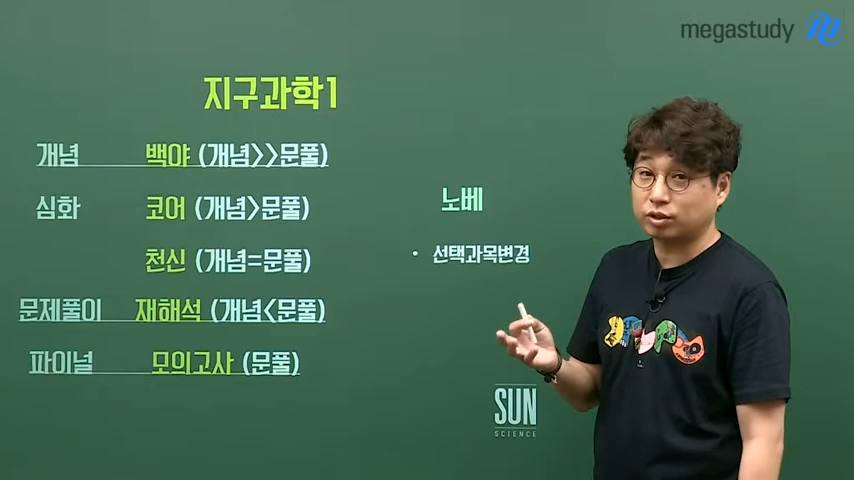 megastudy
지구과학1
개념 백야 (개념>>문풀)
심화 코어 (개념>문풀)
천신 (개념=문풀)
문제풀이 재해석 (개념<문풀)
파이널 모의고사 (문풀)
노베
• 선택과목변경
SUN
SCIENCE